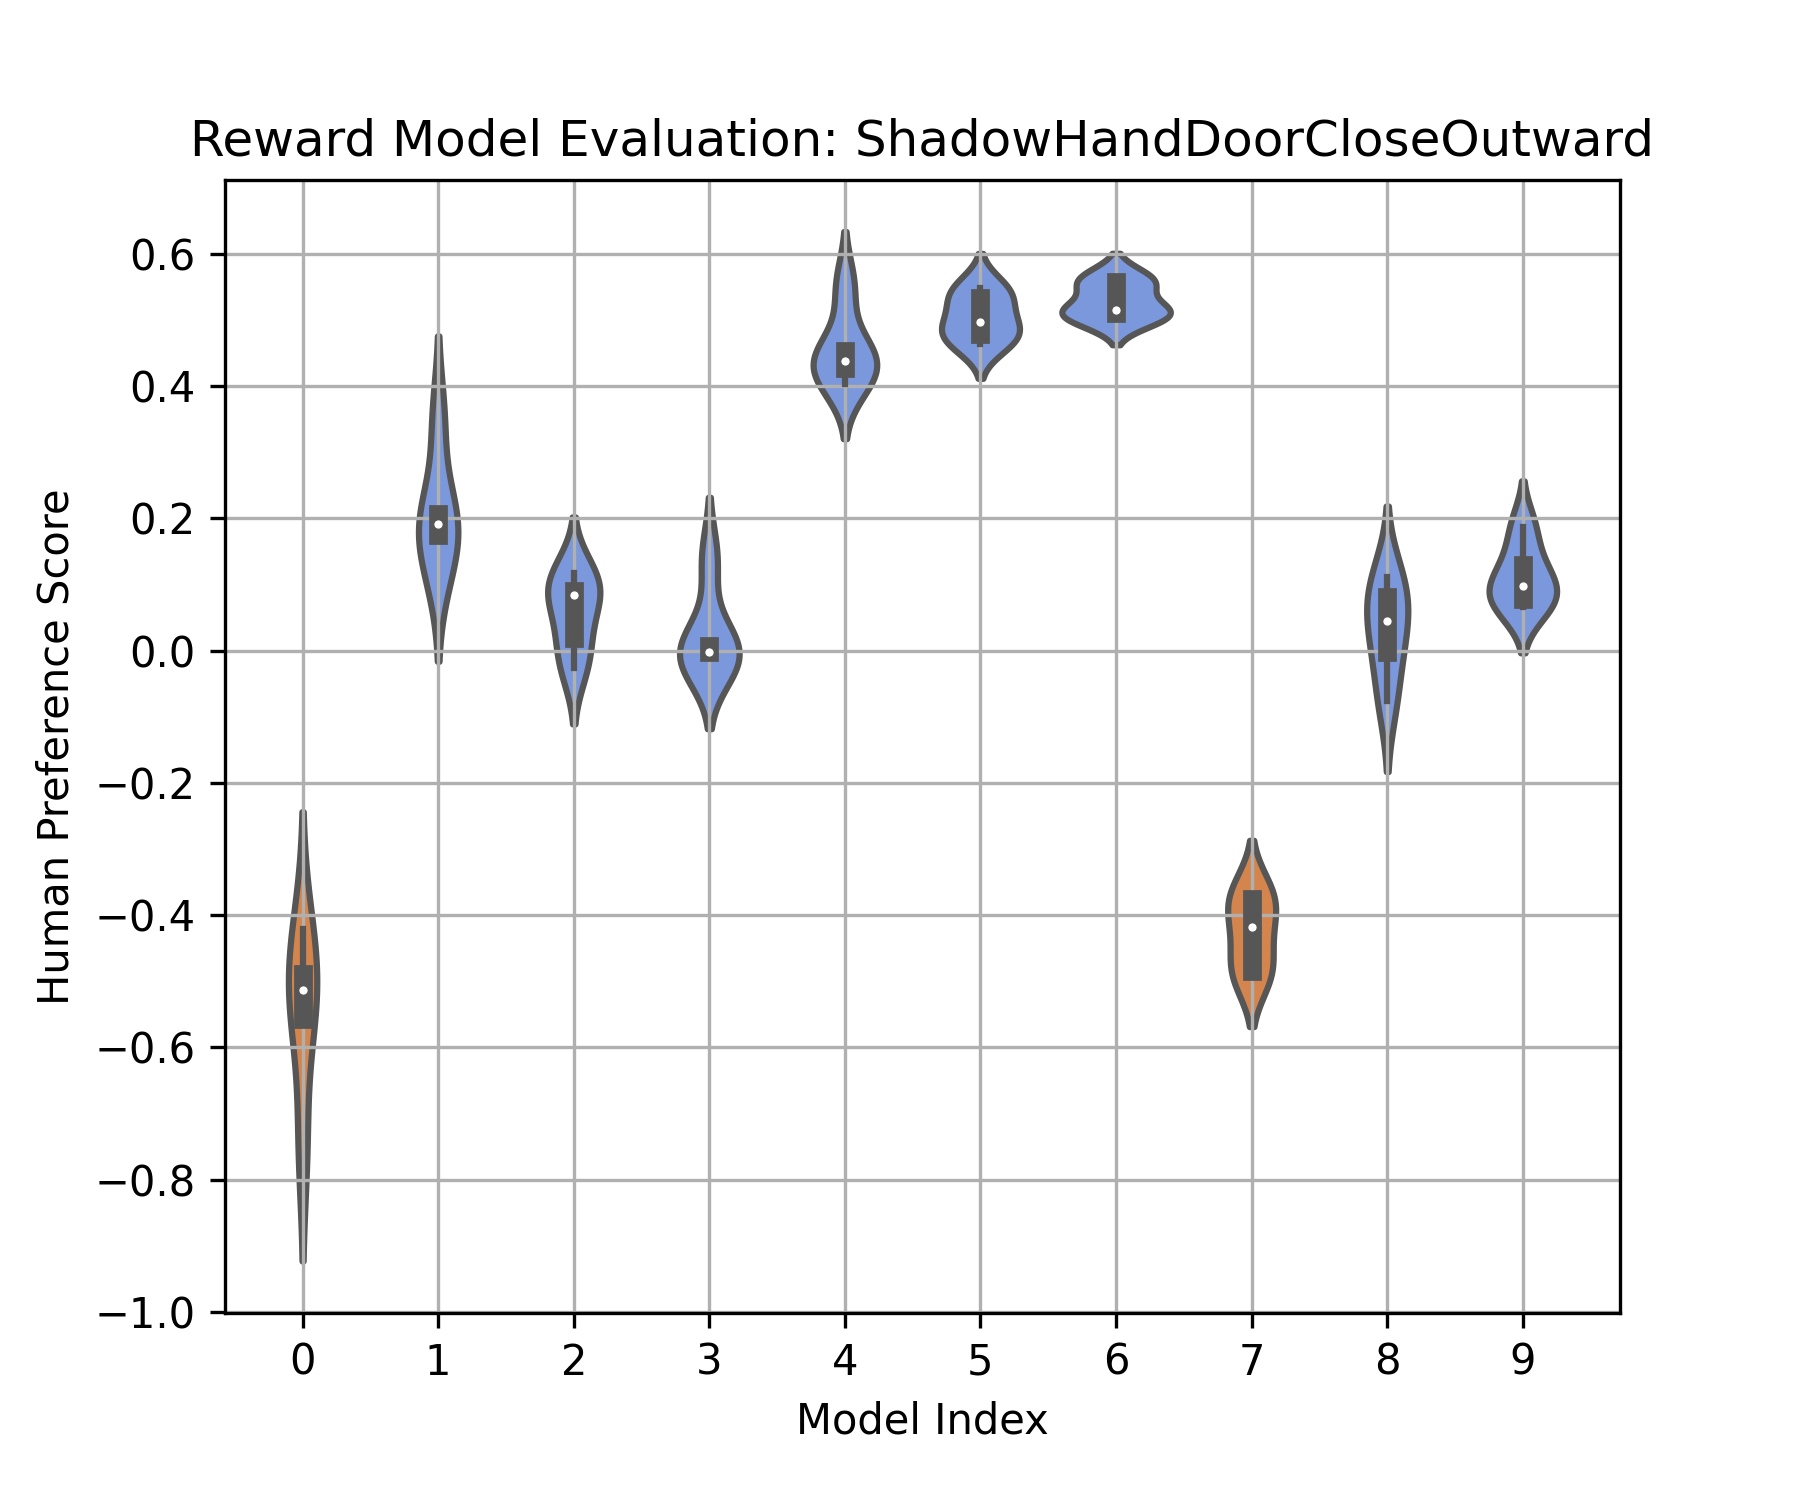 Reward Model Evaluation: ShadowHandDoorCloseOutward
Human Preference Score
0.6
0.4
0.2
0.0
−0.2
−0.4
−0.6
−0.8
−1.0
0 1 2 3 4 5 6 7 8 9
Model Index